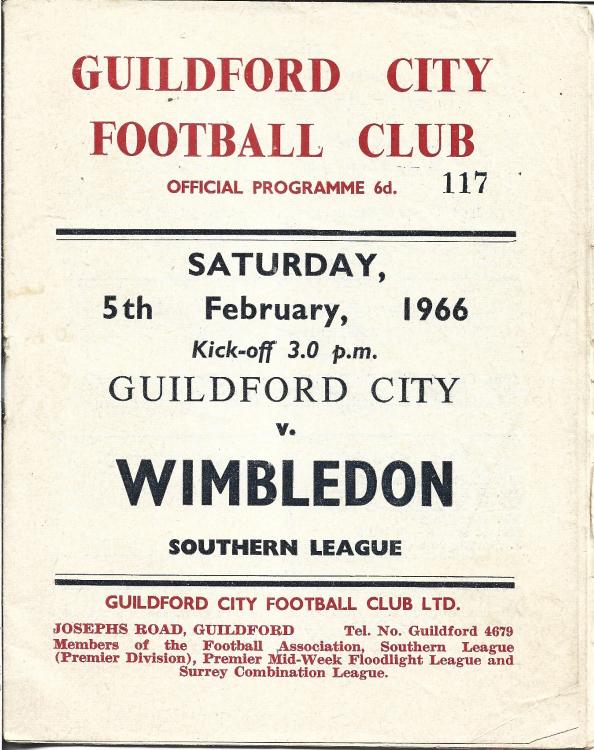 GUILDFORD CITY
FOOTBALL CLUB
OFFICIAL PROGRAMME 6d. 117
SATURDAY,
5th February, 1966
Kick-off 3.0 p.m.
GUILDFORD CITY
v.
WIMBLEDON
SOUTHERN LEAGUE
GUILDFORD CITY FOOTBALL CLUB LTD.
JOSEPHS ROAD, GUILDFORD Tel. No. Guildford 4679
Members of the Football Association, Southern League
(Premier Division), Premier Mid-Week Floodlight League and
Surrey Combination League.